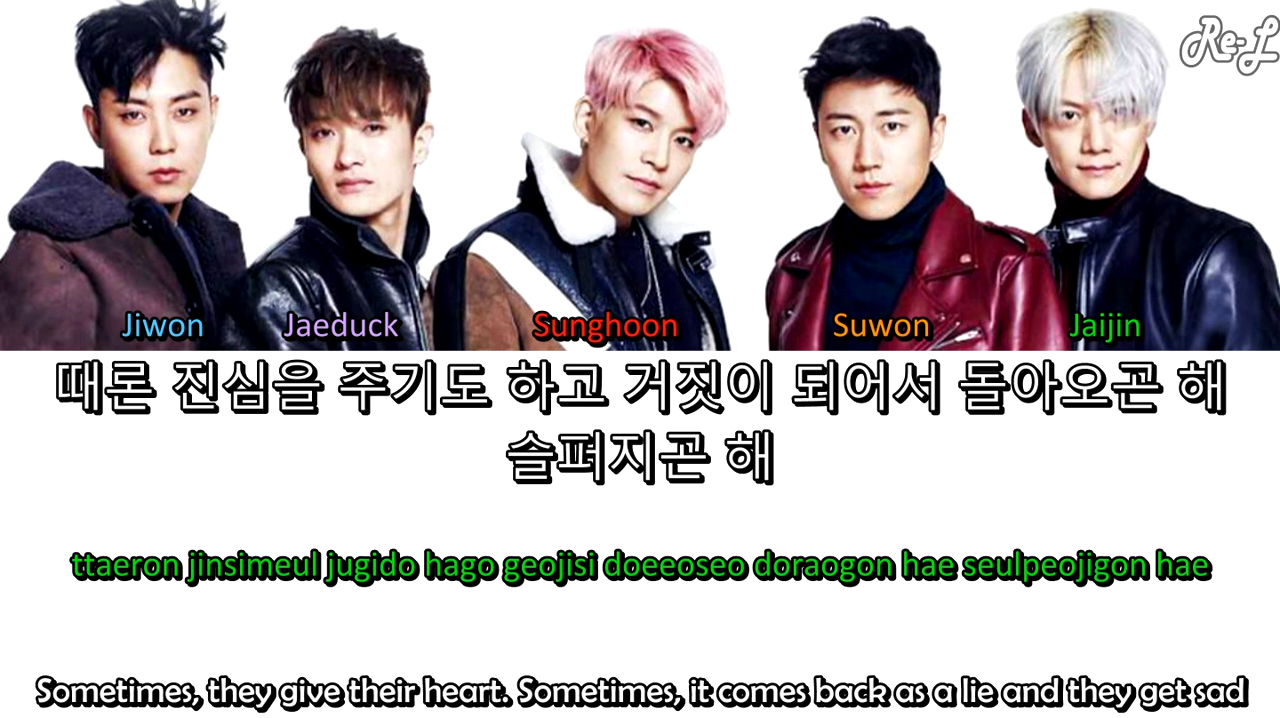 Re-L
Jiwon Jaeduck Sunghoon Suwon Jaijin
때론 진심을 주기도 하고 거짓이 되어서 돌아오곤 해
슬퍼지곤 해
ttaeron jinsimeul jugido hago geojisi doeeoseo doraogon hae seulpeojigon hae
Sometimes, they give their heart. Sometimes, it comes back as a lie and they get sad